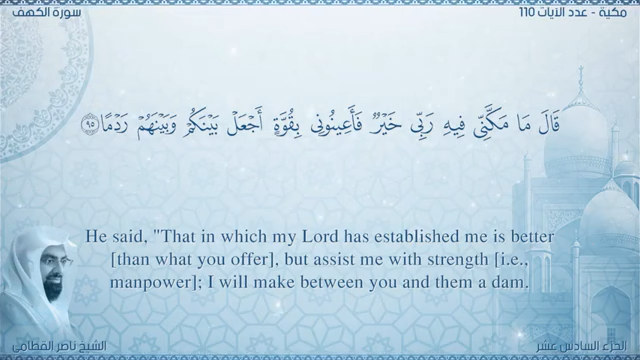 مكية - عدد الآيات 110
سورة الكهف
قَالَ مَا مَكَّنِّي فِيهِ رَبِّي خَيْرٌ فَأَعِينُونِي بِقُوَّةٍ أَجْعَلْ بَيْنَكُمْ وَبَيْنَهُمْ رَدْمًا ٩٥
He said, "That in which my Lord has established me is better
[than what you offer], but assist me with strength [i.e.,
manpower]; I will make between you and them a dam.
الجزء السادس عشر
الشيخ ناصر القطامي